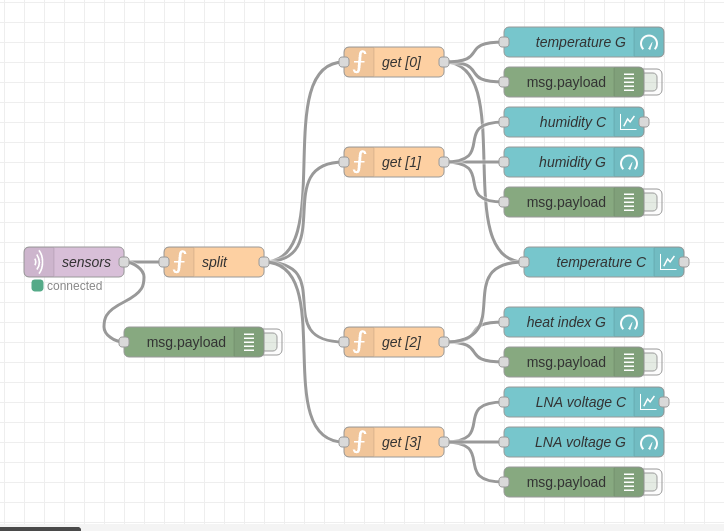 temperature G
get [0]
msg.payload
humidity C
get [1]
humidity G
msg.payload
sensors
split
temperature C
connected
heat index G
msg.payload
get [2]
msg.payload
LNA voltage C
get [3]
LNA voltage G
msg.payload